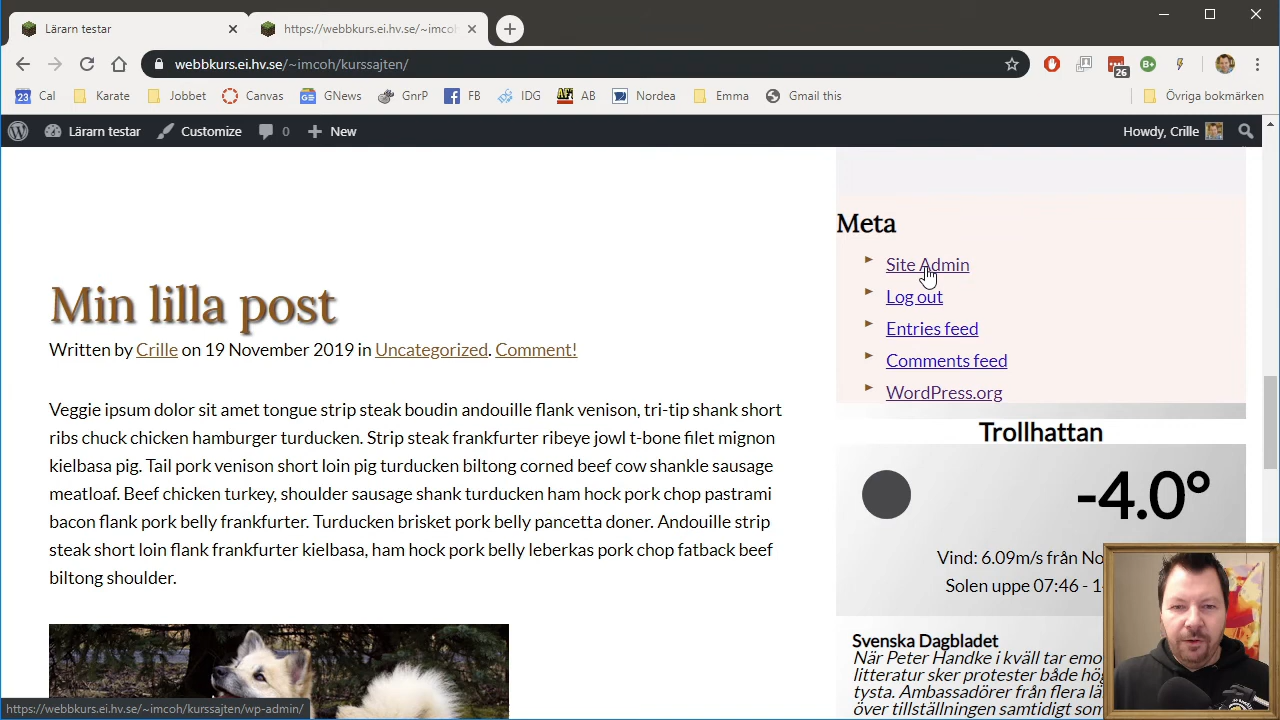 Lärarn testar
https://webbkurs.ei.hv.se/~imcoh
webbkurs.ei.hv.se/~imcoh/kurssajten/
26
23 Cal
Karate
Jobbet
Canvas
GNews
GnrP
FB
IDG
AB
Nordea
Emma
Gmail this
Övriga bokmärken
Lärarn testar
Customize
0
New
Howdy, Crille
Meta
Site Admin
Log out
Entries feed
Comments feed
WordPress.org
Min lilla post
Written by Crille on 19 November 2019 in Uncategorized. Comment!
Veggie ipsum dolor sit amet tongue strip steak boudin andouille flank venison, tri-tip shank short
ribs chuck chicken hamburger turducken. Strip steak frankfurter ribeye jowl t-bone filet mignon
kielbasa pig. Tail pork venison short loin pig turducken biltong corned beef cow shankle sausage
meatloaf. Beef chicken turkey, shoulder sausage shank turducken ham hock pork chop pastrami
bacon flank pork belly frankfurter. Turducken brisket pork belly pancetta doner. Andouille strip
steak short loin flank frankfurter kielbasa, ham hock pork belly leberkas pork chop fatback beef
biltong shoulder.
Trollhattan
-4.0°
Vind: 6.09m/s från No
Solen uppe 07:46 - 1
Svenska Dagbladet
När Peter Handke i kväll tar emo
litteratur sker protester både hög
tysta. Ambassadörer från flera lä
över tillställningen samtidigt som
https://webbkurs.ei.hv.se/~imcoh/kurssajten/wp-admin/